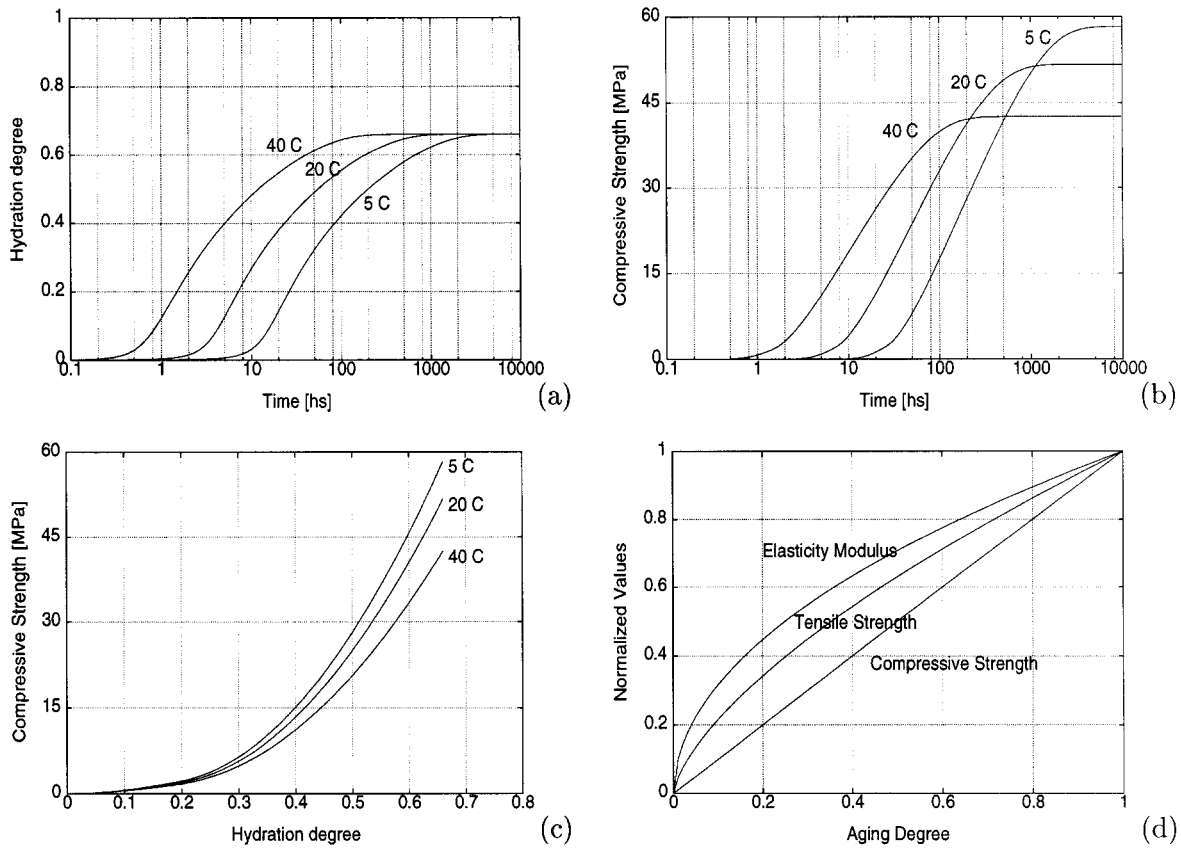 1
0.8
0.6
0.4
0.2
0
Hydration degree
40 C
20 C
5 C
0.1 1 10 100 1000 10000
Time [hs]
(a)
60
45
30
15
0
Compressive Strength [MPa]
5 C
20 C
40 C
0.1 1 10 100 1000 10000
Time [hs]
(b)
60
45
30
15
0
Compressive Strength [MPa]
5 C
20 C
40 C
0 0.1 0.2 0.3 0.4 0.5 0.6 0.7 0.8
Hydration degree
(c)
1
0.8
0.6
0.4
0.2
0
Normalized Values
Elasticity Modulus
Tensile Strength
Compressive Strength
0 0.2 0.4 0.6 0.8 1
Aging Degree
(d)